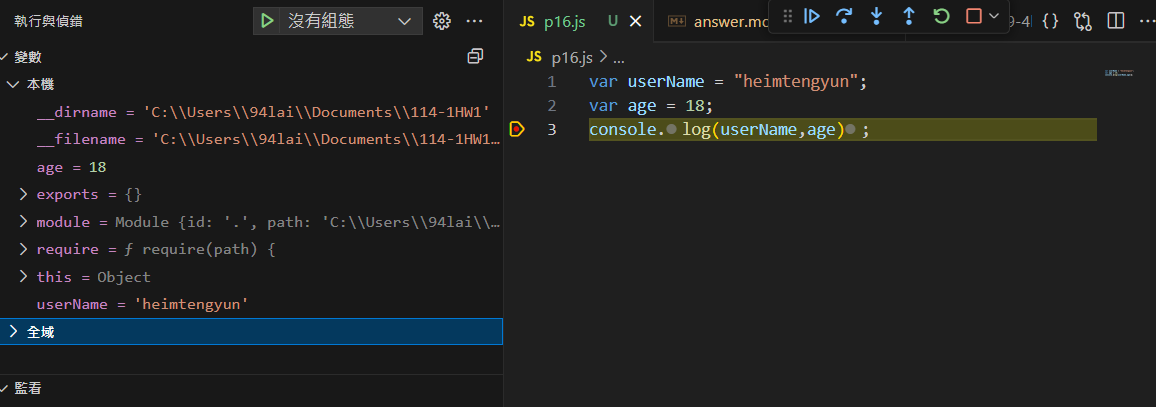 執行與偵錯
沒有組態
變數
本機
__dirname = 'C:\\Users\\94lai\\Documents\\114-1HW1'
__filename = 'C:\\Users\\94lai\\Documents\\114-1HW1…
age = 18
exports = {}
module = Module {id: '.', path: 'C:\\Users\\94lai\\…
require = ƒ require(path) {
this = Object
userName = 'heimtengyun'
全域
監看
JS p16.js U
answer.md
9-4
JS p16.js > ...
1 var userName = "heimtengyun";
2 var age = 18;
3 console. log(userName,age) ;